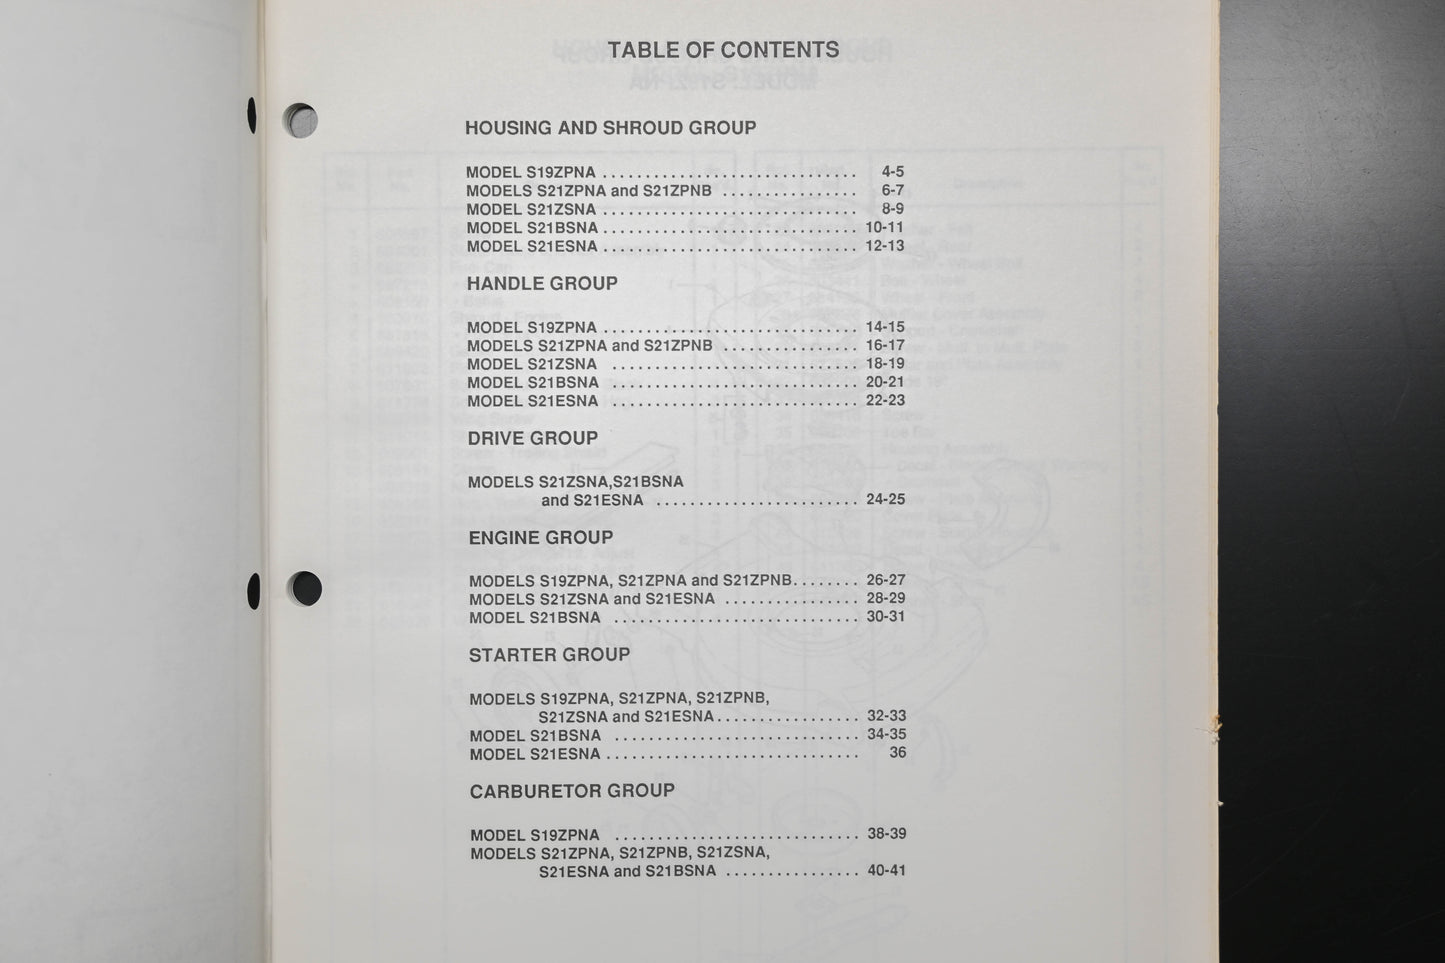 TABLE OF CONTENTS
HOUSING AND SHROUD GROUP
MODEL S19ZPNA .............................. 4-5
MODELS S21ZPNA and S21ZPNB ................ 6-7
MODEL S21ZSNA .............................. 8-9
MODEL S21BSNA .............................. 10-11
MODEL S21ESNA .............................. 12-13
HANDLE GROUP
MODEL S19ZPNA .............................. 14-15
MODELS S21ZPNA and S21ZPNB ................ 16-17
MODEL S21ZSNA ............................. 18-19
MODEL S21BSNA ............................. 20-21
MODEL S21ESNA ............................. 22-23
DRIVE GROUP
MODELS S21ZSNA,S21BSNA
and S21ESNA ........................ 24-25
ENGINE GROUP
MODELS S19ZPNA, S21ZPNA and S21ZPNB........ 26-27
MODELS S21ZSNA and S21ESNA ................ 28-29
MODEL S21BSNA ............................. 30-31
STARTER GROUP
MODELS S19ZPNA, S21ZPNA, S21ZPNB,
S21ZSNA and S21ESNA................. 32-33
MODEL S21BSNA ............................. 34-35
MODEL S21ESNA .............................. 36
CARBURETOR GROUP
MODEL S19ZPNA ............................. 38-39
MODELS S21ZPNA, S21ZPNB, S21ZSNA,
S21ESNA and S21BSNA ................ 40-41